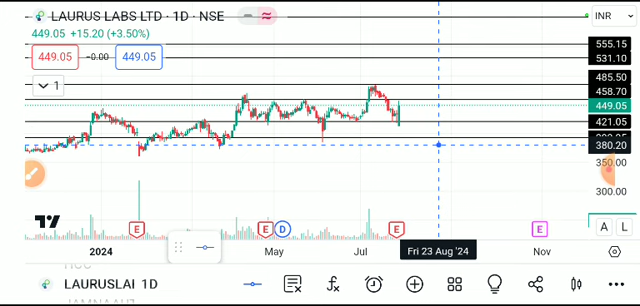 LAURUS LABS LTD · 1D · NSE
INR
449.05 +15.20 (+3.50%)
449.05 −0.00 449.05
1
555.15
531.10
485.50
458.70
449.05
421.05
380.20
350.00
300.00
E E D E E
A L
2024 May Jul Fri 23 Aug '24 Nov
LAURUSLAI 1D